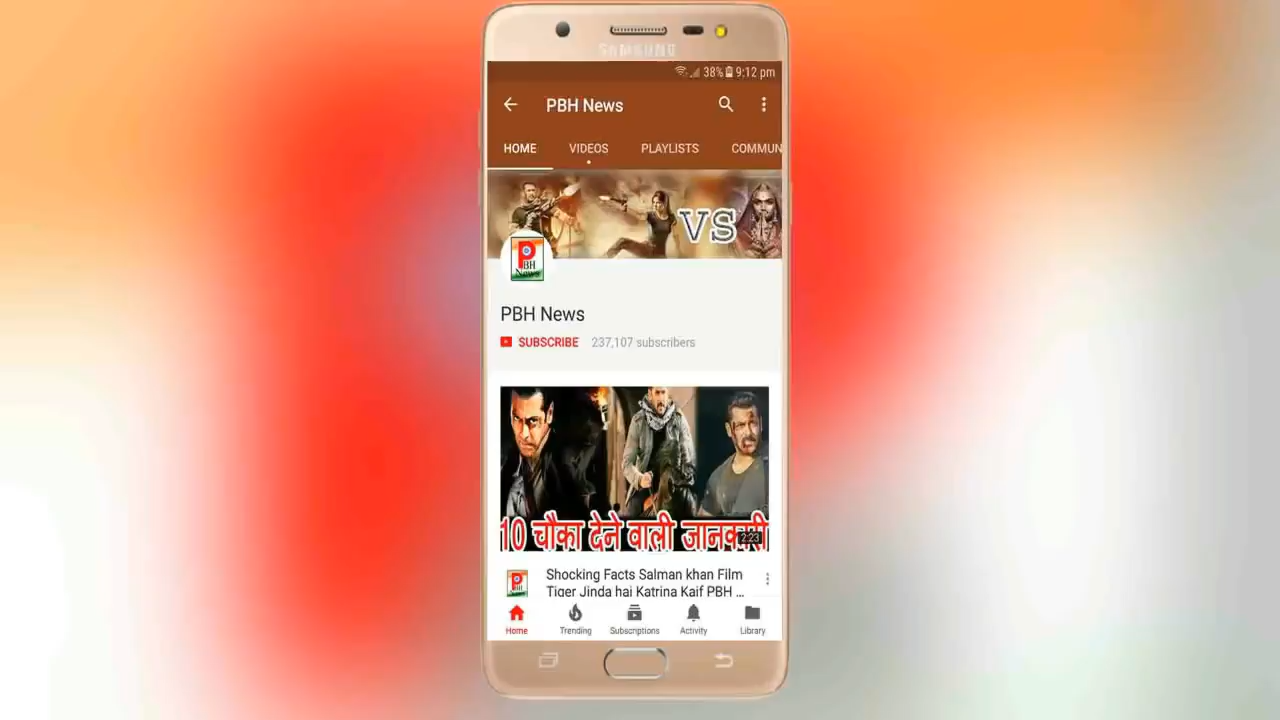 SAMSUNG
38% 9:12 pm
PBH News
HOME VIDEOS PLAYLISTS COMMUN
VS
P
BH
News
PBH News
SUBSCRIBE 237,107 subscribers
10 चौका देने वाली जानकारी
2:23
Shocking Facts Salman khan Film
Tiger Jinda hai Katrina Kaif PBH ...
Home Trending Subscriptions Activity Library